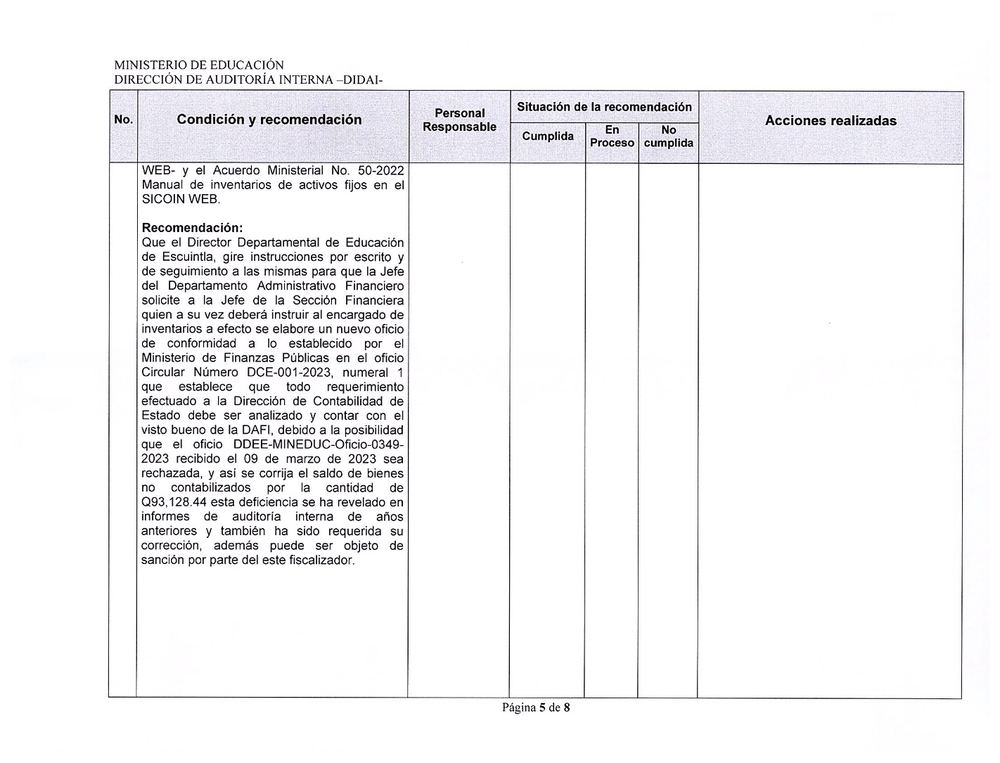 MINISTERIO DE EDUCACIÓN
DIRECCIÓN DE AUDITORÍA INTERNA –DIDAI-
No.
Condición y recomendación
Personal
Responsable
Situación de la recomendación
Cumplida
En
Proceso
No
cumplida
Acciones realizadas
WEB- y el Acuerdo Ministerial No. 50-2022
Manual de inventarios de activos fijos en el
SICOIN WEB.
Recomendación:
Que el Director Departamental de Educación
de Escuintla, gire instrucciones por escrito y
de seguimiento a las mismas para que la Jefe
del Departamento Administrativo Financiero
solicite a la Jefe de la Sección Financiera
quien a su vez deberá instruir al encargado de
inventarios a efecto se elabore un nuevo oficio
de conformidad a lo establecido por el
Ministerio de Finanzas Públicas en el oficio
Circular Número DCE-001-2023, numeral 1
que establece que todo requerimiento
efectuado a la Dirección de Contabilidad de
Estado debe ser analizado y contar con el
visto bueno de la DAFI, debido a la posibilidad
que el oficio DDEE-MINEDUC-Oficio-0349-
2023 recibido el 09 de marzo de 2023 sea
rechazada, y así se corrija el saldo de bienes
no contabilizados por la cantidad de
Q93,128.44 esta deficiencia se ha revelado en
informes de auditoría interna de años
anteriores y también ha sido requerida su
corrección, además puede ser objeto de
sanción por parte del este fiscalizador.
Página 5 de 8